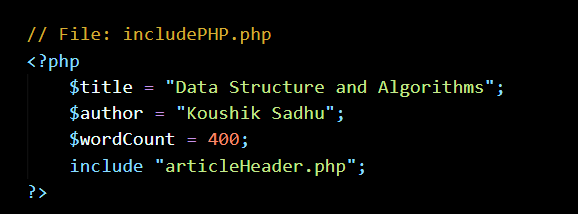 // File: includePHP.php
<?php
$title = "Data Structure and Algorithms";
$author = "Koushik Sadhu";
$wordCount = 400;
include "articleHeader.php";
?>